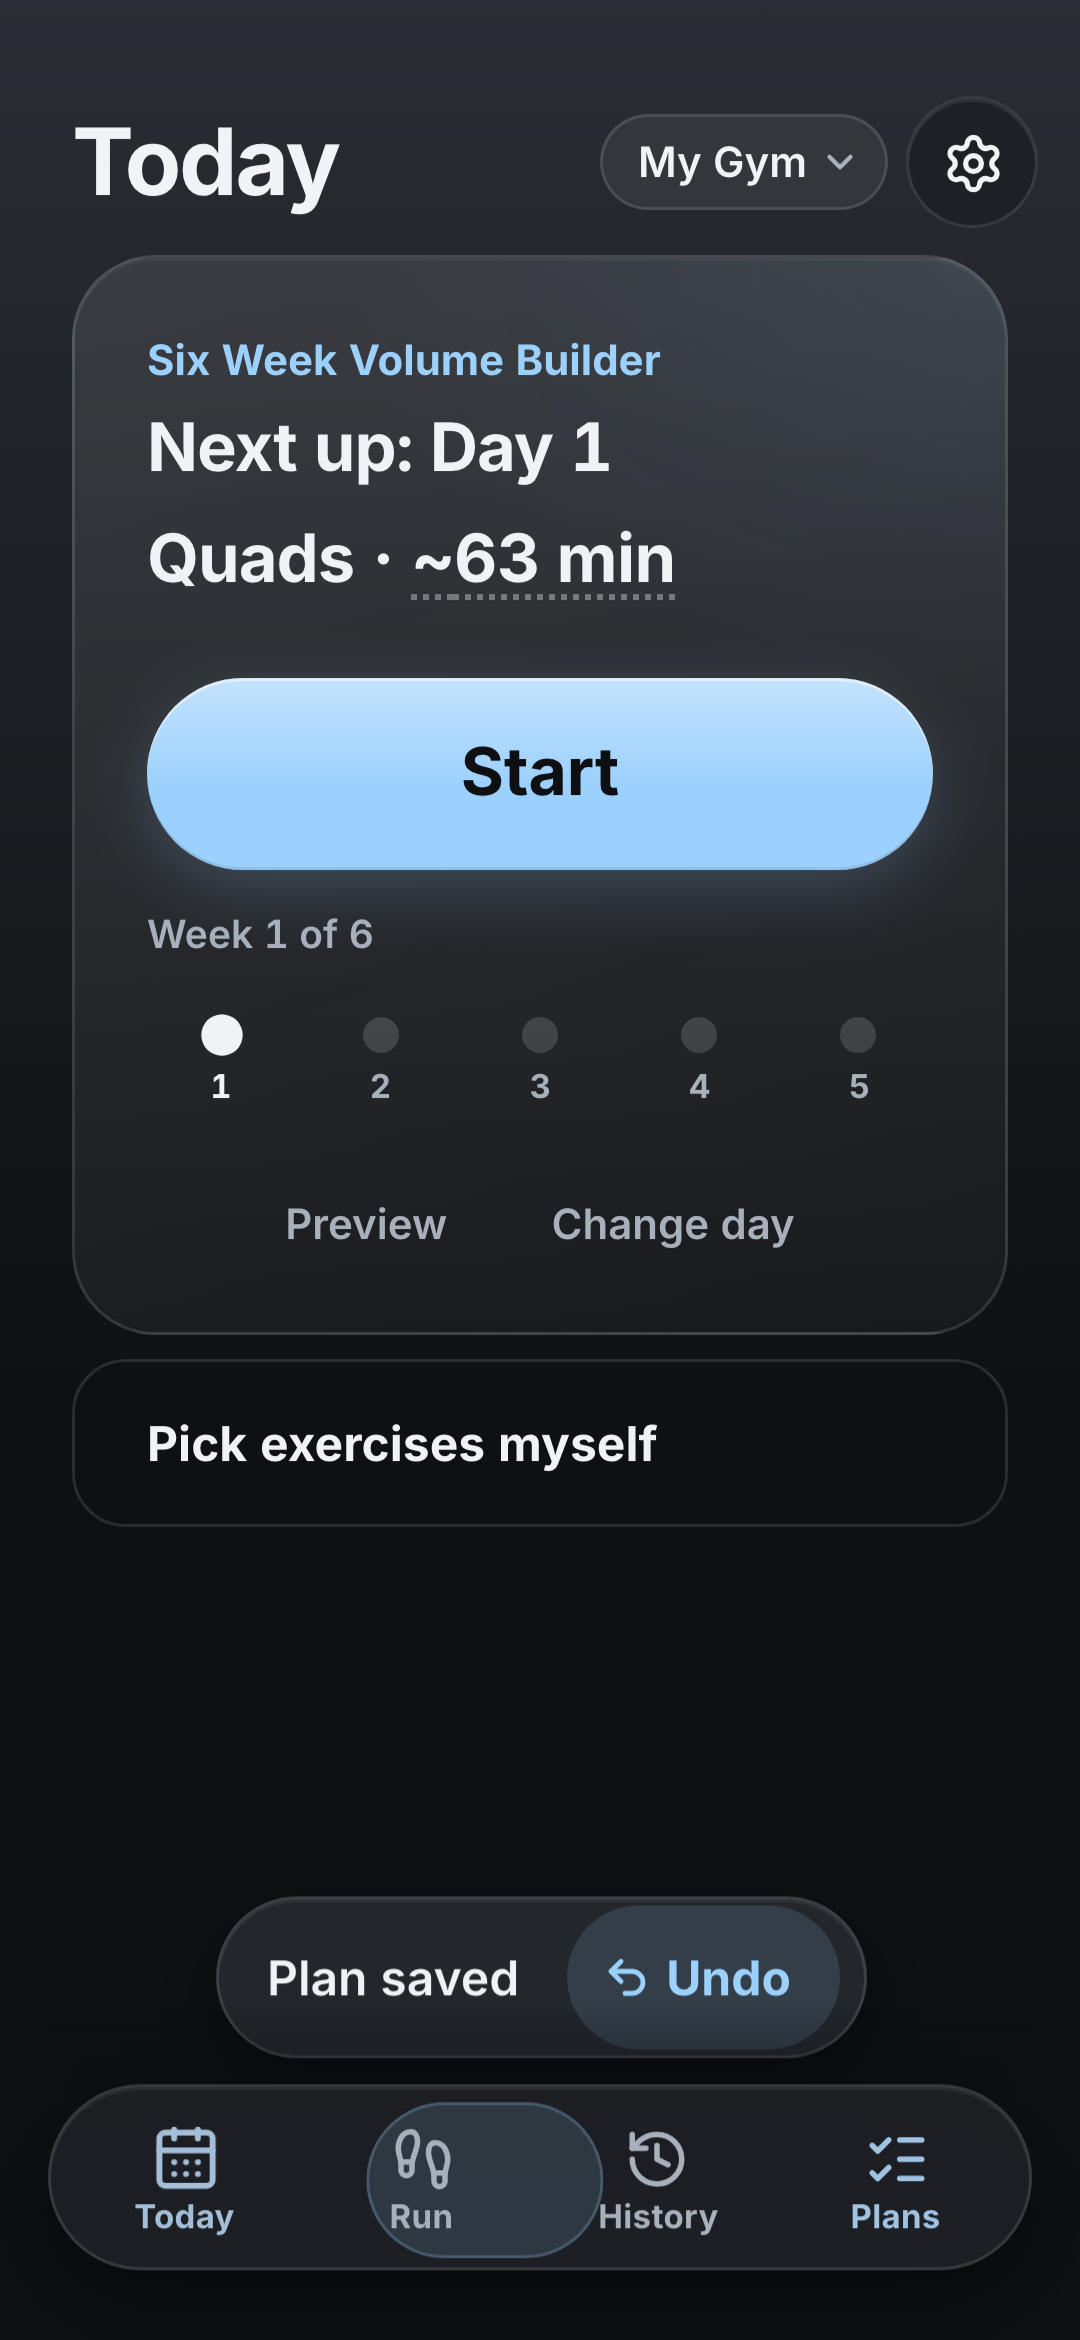 Today
My Gym
Six Week Volume Builder
Next up: Day 1
Quads · ~63 min
Start
Week 1 of 6
1 2 3 4 5
Preview Change day
Pick exercises myself
Plan saved Undo
Today Run History Plans